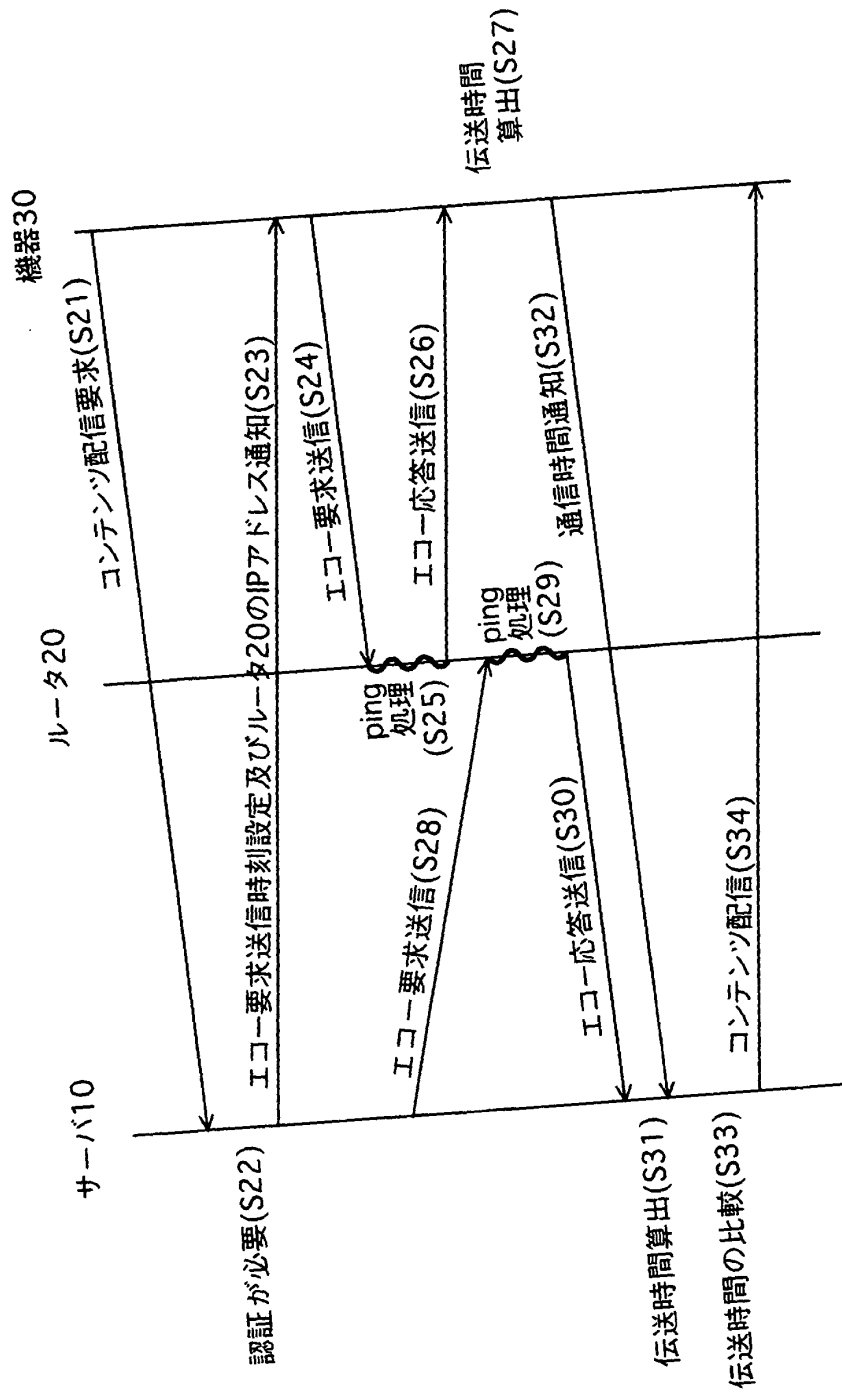 サーバ10
ルータ20
機器30
コンテンツ配信要求(S21)
認証が必要(S22)
エコー要求送信時刻設定及びルータ20のIPアドレス通知(S23)
エコー要求送信(S24)
ping
処理
(S25)
エコー応答送信(S26)
伝送時間
算出(S27)
エコー要求送信(S28)
ping
処理
(S29)
エコー応答送信(S30)
伝送時間算出(S31)
通信時間通知(S32)
伝送時間の比較(S33)
コンテンツ配信(S34)